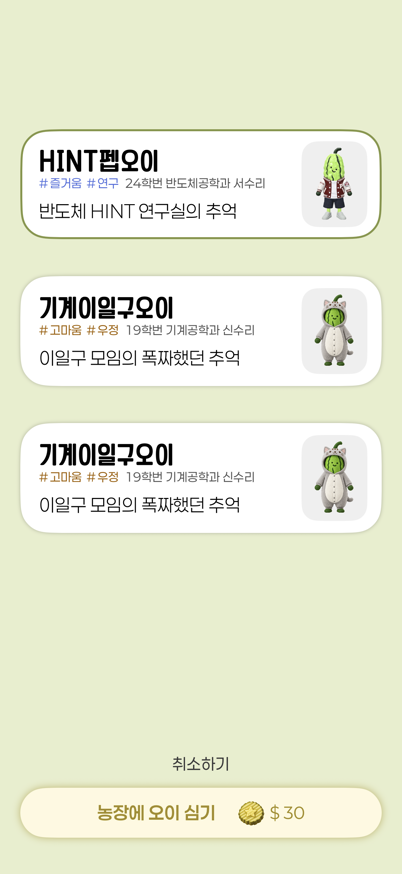 HINT펩오이
#즐거움 #연구 24학번 반도체공학과 서수리
반도체 HINT 연구실의 추억
기계이일구오이
#고마움 #우정 19학번 기계공학과 신수리
이일구 모임의 폭짜했던 추억
기계이일구오이
#고마움 #우정 19학번 기계공학과 신수리
이일구 모임의 폭짜했던 추억
취소하기
농장에 오이 심기 $ 30